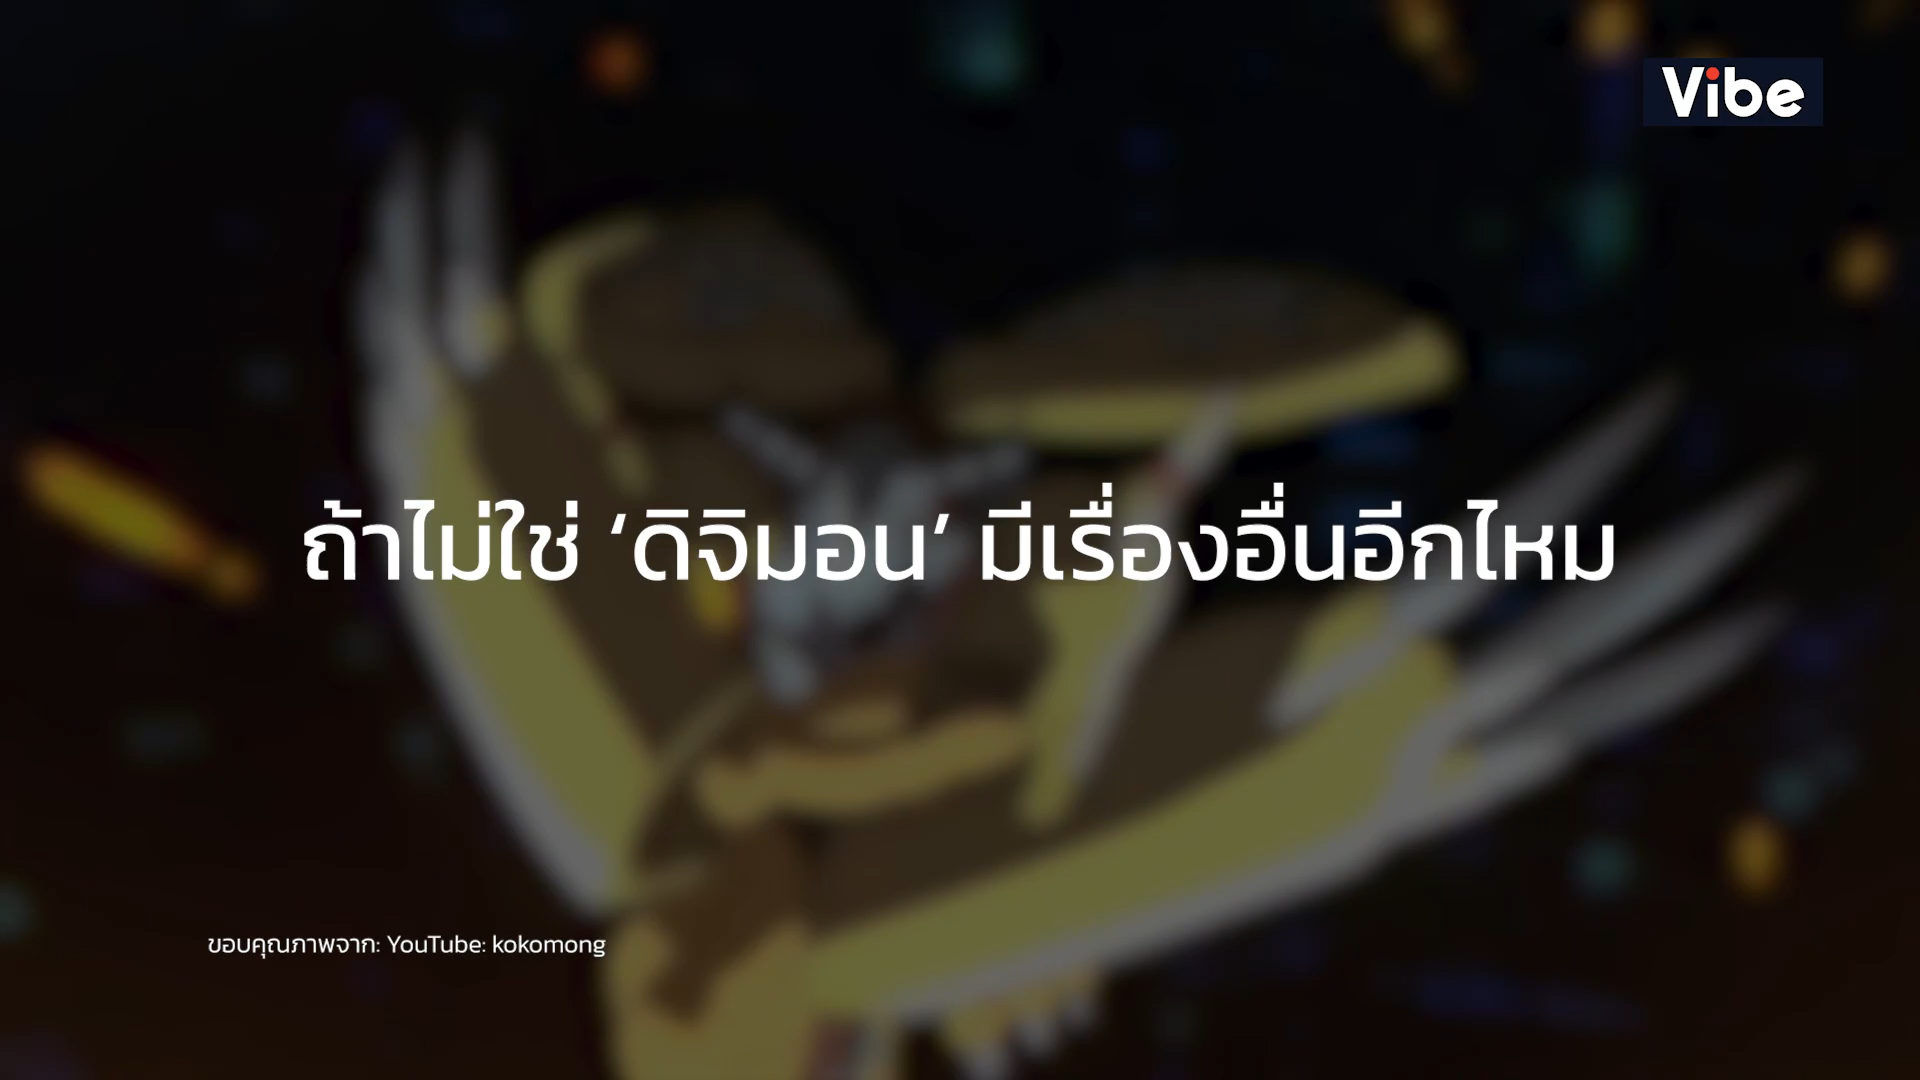 Vibe
ถ้าไม่ใช่ ‘ดิจิมอน’ มีเรื่องอื่นอีกไหม
ขอบคุณภาพจาก: YouTube: kokomong